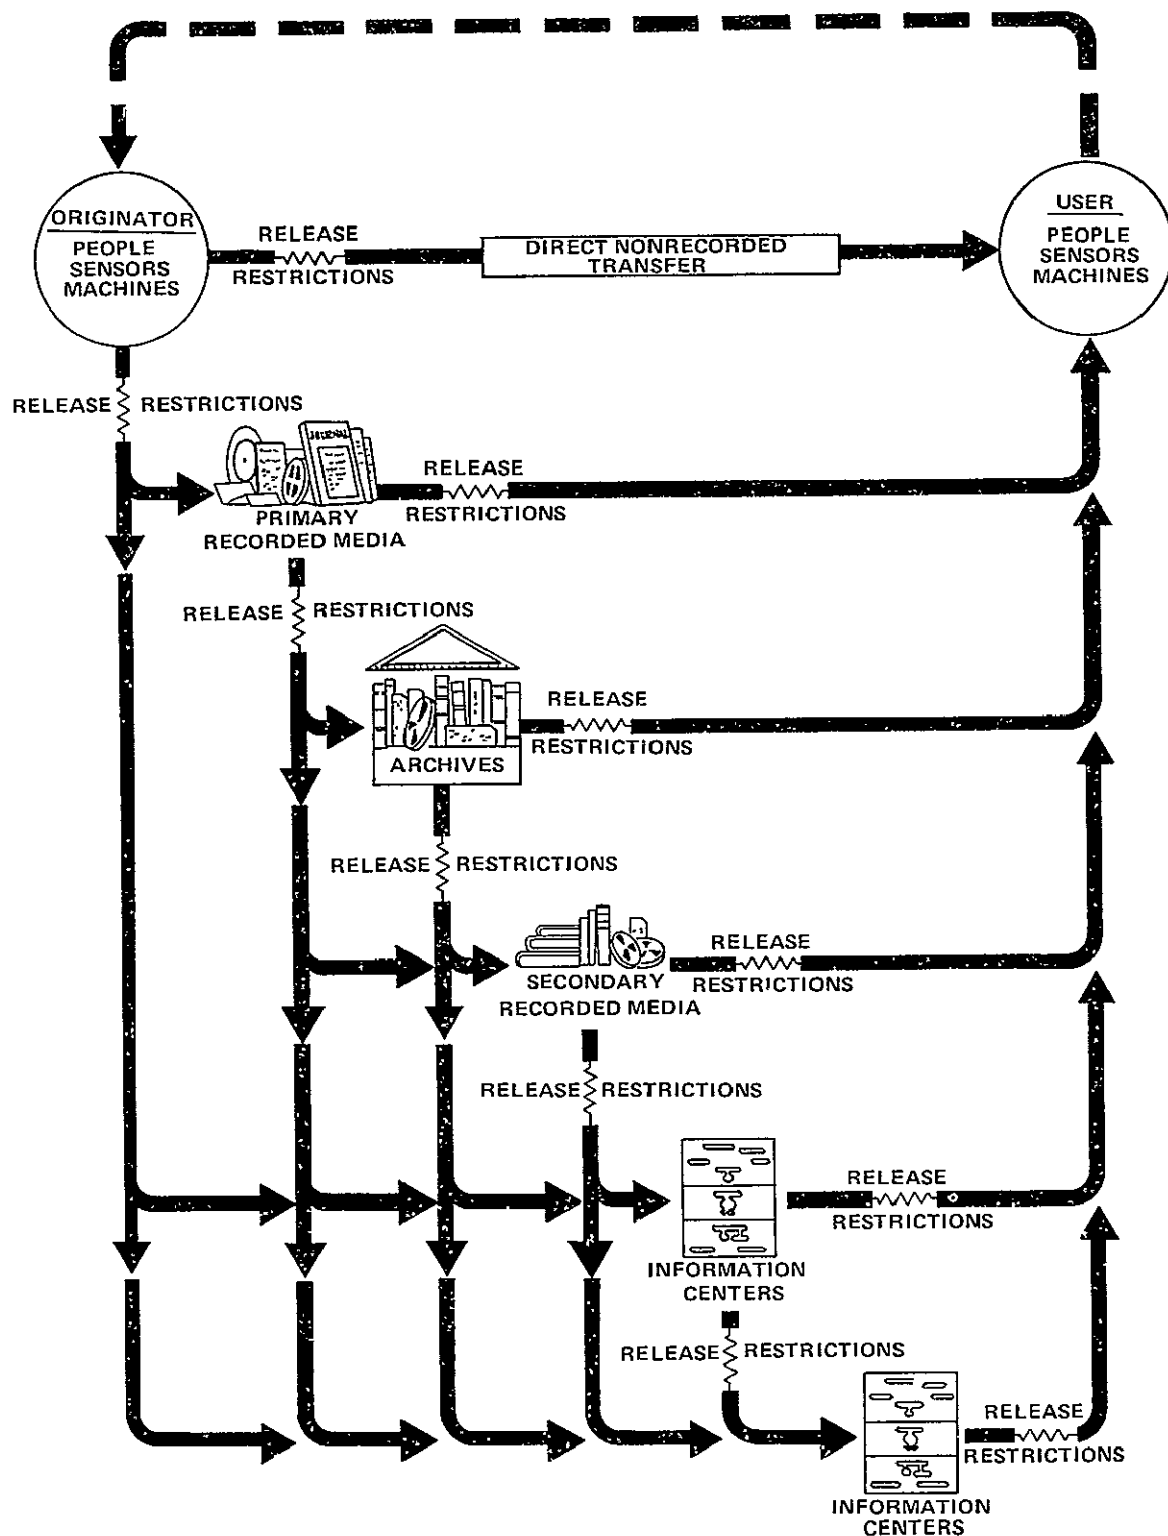 ORIGINATOR
PEOPLE
SENSORS
MACHINES
RELEASE
RESTRICTIONS
DIRECT NONRECORDED
TRANSFER
USER
PEOPLE
SENSORS
MACHINES
RELEASE RESTRICTIONS
JOURNAL
PRIMARY
RECORDED MEDIA
RELEASE
RESTRICTIONS
RELEASE RESTRICTIONS
ARCHIVES
RELEASE
RESTRICTIONS
RELEASE RESTRICTIONS
SECONDARY
RECORDED MEDIA
RELEASE
RESTRICTIONS
RELEASE RESTRICTIONS
INFORMATION
CENTERS
RELEASE
RESTRICTIONS
RELEASE RESTRICTIONS
INFORMATION
CENTERS
RELEASE
RESTRICTIONS